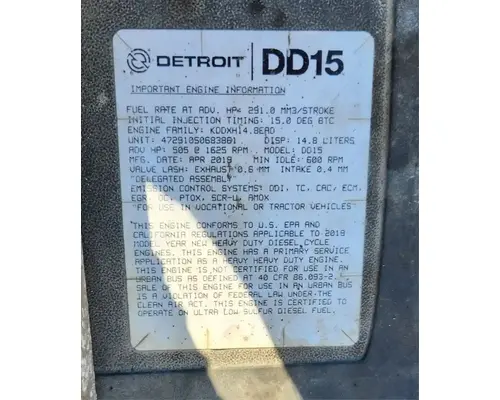 DETROIT DD15
IMPORTANT ENGINE INFORMATION
FUEL RATE AT ADV. HP: 291.0 MM3/STROKE
INITIAL INJECTION TIMING: 15.0 DEG BTC
ENGINE FAMILY: KDDXH14.8EAD
UNIT: 472910S0683881 DISP: 14.8 LITERS
ADV HP: 505 @ 1625 RPM MODEL: DD15
MFG. DATE: APR 2019 MIN IDLE: 600 RPM
VALVE LASH: EXHAUST 0.6 MM INTAKE 0.4 MM
"DELEGATED ASSEMBLY"
EMISSION CONTROL SYSTEMS: DDI, TC, CAC, ECM,
EGR, OC, PTOX, SCR-U, AMOX
"FOR USE IN VOCATIONAL OR TRACTOR VEHICLES"
"THIS ENGINE CONFORMS TO U.S. EPA AND
CALIFORNIA REGULATIONS APPLICABLE TO 2019
MODEL YEAR NEW HEAVY DUTY DIESEL CYCLE
ENGINES. THIS ENGINE HAS A PRIMARY SERVICE
APPLICATION AS A HEAVY HEAVY DUTY ENGINE.
THIS ENGINE IS NOT CERTIFIED FOR USE IN AN
URBAN BUS AS DEFINED AT 40 CFR 86.093-2.
SALE OF THIS ENGINE FOR USE IN AN URBAN BUS
IS A VIOLATION OF FEDERAL LAW UNDER THE
CLEAN AIR ACT. THIS ENGINE IS CERTIFIED TO
OPERATE ON ULTRA LOW SULFUR DIESEL FUEL.